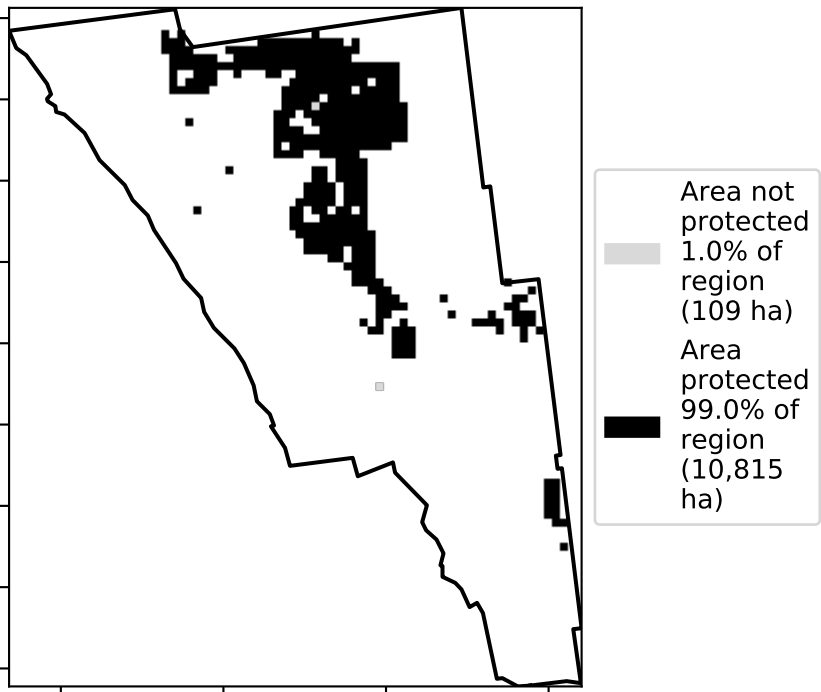 Area not
protected
1.0% of
region
(109 ha)
Area
protected
99.0% of
region
(10,815
ha)